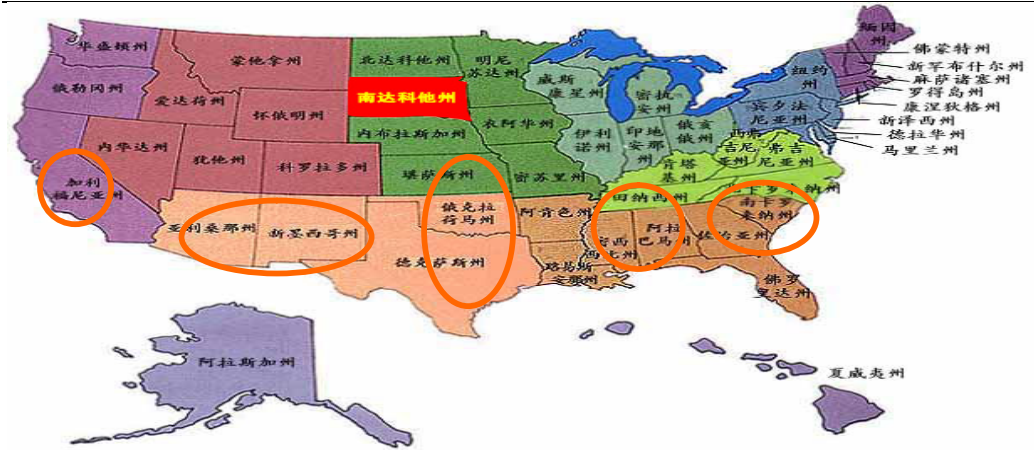 华盛顿州
蒙他拿州
北达科他州
明尼
苏达州
缅因
州
佛蒙特州
新罕布什尔州
麻萨诸塞州
罗得岛州
康涅狄格州
新泽西州
德拉华州
马里兰州
俄勒冈州
爱达荷州
怀俄明州
南达科他州
威斯
康星州
密执
安州
纽约
州
宾夕法
尼亚州
内华达州
犹他州
科罗拉多州
内布拉斯加州
衣阿华州
伊利
诺州
印地
安那
州
俄亥
俄州
西弗
吉尼
亚州
弗吉
尼亚州
加利
福尼亚州
堪萨斯州
密苏里州
肯塔
基州
田纳西州
北卡罗来纳州
亚利桑那州
新墨西哥州
俄克拉
荷马州
阿肯色州
密西
西比州
阿拉
巴马州
佐治亚州
南卡罗
来纳州
德克萨斯州
路易斯
安那州
佛罗
里达州
阿拉斯加州
夏威夷州